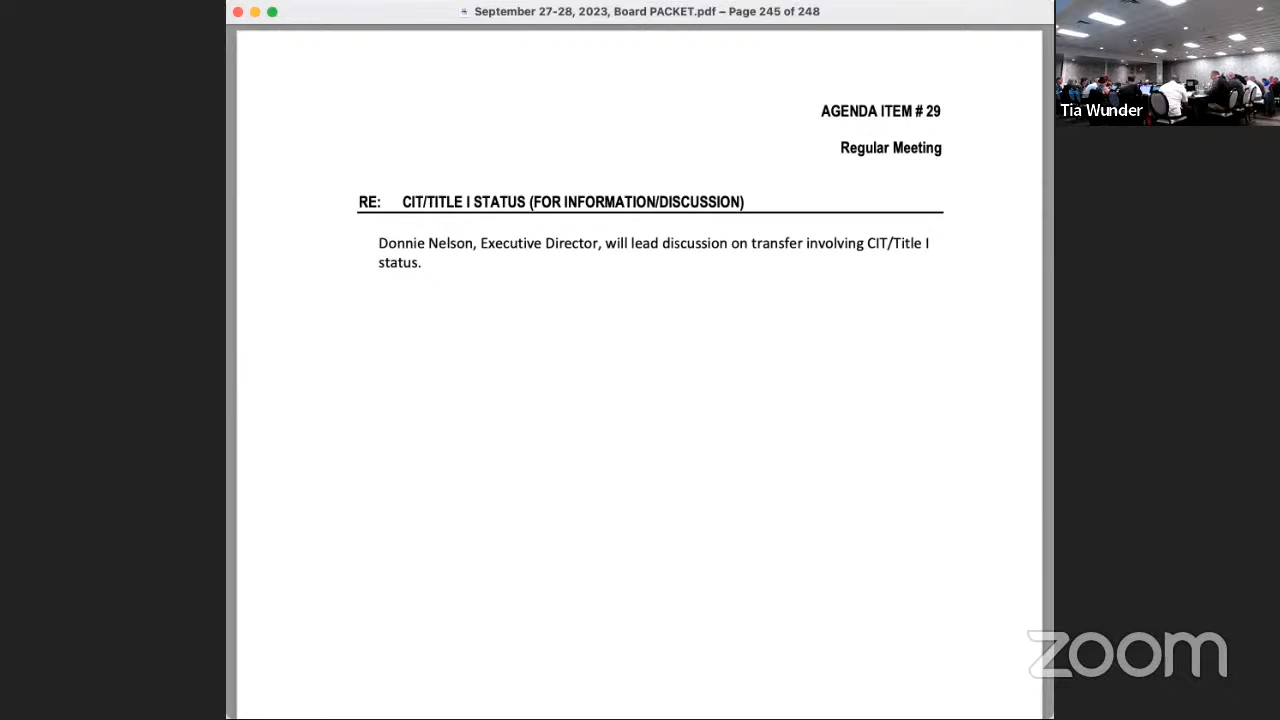 September 27-28, 2023, Board PACKET.pdf – Page 245 of 248
Tia Wunder
AGENDA ITEM # 29
Regular Meeting
RE: CIT/TITLE I STATUS (FOR INFORMATION/DISCUSSION)
Donnie Nelson, Executive Director, will lead discussion on transfer involving CIT/Title I
status.
zoom